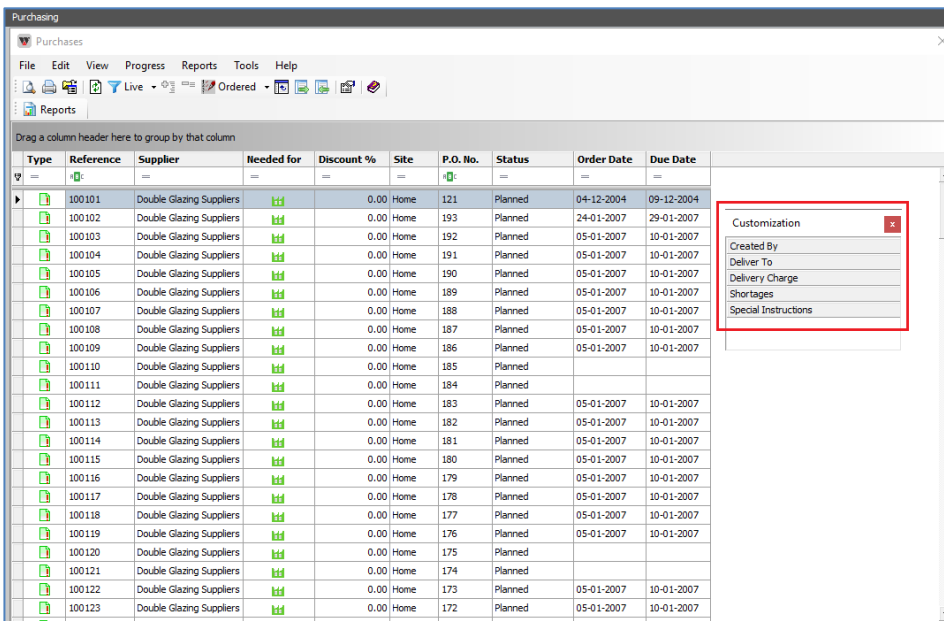 Purchasing
Purchases
File Edit View Progress Reports Tools Help
Live Ordered
Reports
Drag a column header here to group by that column
Type Reference Supplier Needed for Discount % Site P.O. No. Status Order Date Due Date
= = = = = = = =
100101 Double Glazing Suppliers 0.00 Home 121 Planned 04-12-2004 09-12-2004
100102 Double Glazing Suppliers 0.00 Home 193 Planned 24-01-2007 29-01-2007
100103 Double Glazing Suppliers 0.00 Home 192 Planned 05-01-2007 10-01-2007
100104 Double Glazing Suppliers 0.00 Home 191 Planned 05-01-2007 10-01-2007
100105 Double Glazing Suppliers 0.00 Home 190 Planned 05-01-2007 10-01-2007
100106 Double Glazing Suppliers 0.00 Home 189 Planned 05-01-2007 10-01-2007
100107 Double Glazing Suppliers 0.00 Home 188 Planned 05-01-2007 10-01-2007
100108 Double Glazing Suppliers 0.00 Home 187 Planned 05-01-2007 10-01-2007
100109 Double Glazing Suppliers 0.00 Home 186 Planned 05-01-2007 10-01-2007
100110 Double Glazing Suppliers 0.00 Home 185 Planned
100111 Double Glazing Suppliers 0.00 Home 184 Planned
100112 Double Glazing Suppliers 0.00 Home 183 Planned 05-01-2007 10-01-2007
100113 Double Glazing Suppliers 0.00 Home 182 Planned 05-01-2007 10-01-2007
100114 Double Glazing Suppliers 0.00 Home 181 Planned 05-01-2007 10-01-2007
100115 Double Glazing Suppliers 0.00 Home 180 Planned 05-01-2007 10-01-2007
100116 Double Glazing Suppliers 0.00 Home 179 Planned 05-01-2007 10-01-2007
100117 Double Glazing Suppliers 0.00 Home 178 Planned 05-01-2007 10-01-2007
100118 Double Glazing Suppliers 0.00 Home 177 Planned 05-01-2007 10-01-2007
100119 Double Glazing Suppliers 0.00 Home 176 Planned 05-01-2007 10-01-2007
100120 Double Glazing Suppliers 0.00 Home 175 Planned
100121 Double Glazing Suppliers 0.00 Home 174 Planned
100122 Double Glazing Suppliers 0.00 Home 173 Planned 05-01-2007 10-01-2007
100123 Double Glazing Suppliers 0.00 Home 172 Planned 05-01-2007 10-01-2007
Customization x
Created By
Deliver To
Delivery Charge
Shortages
Special Instructions